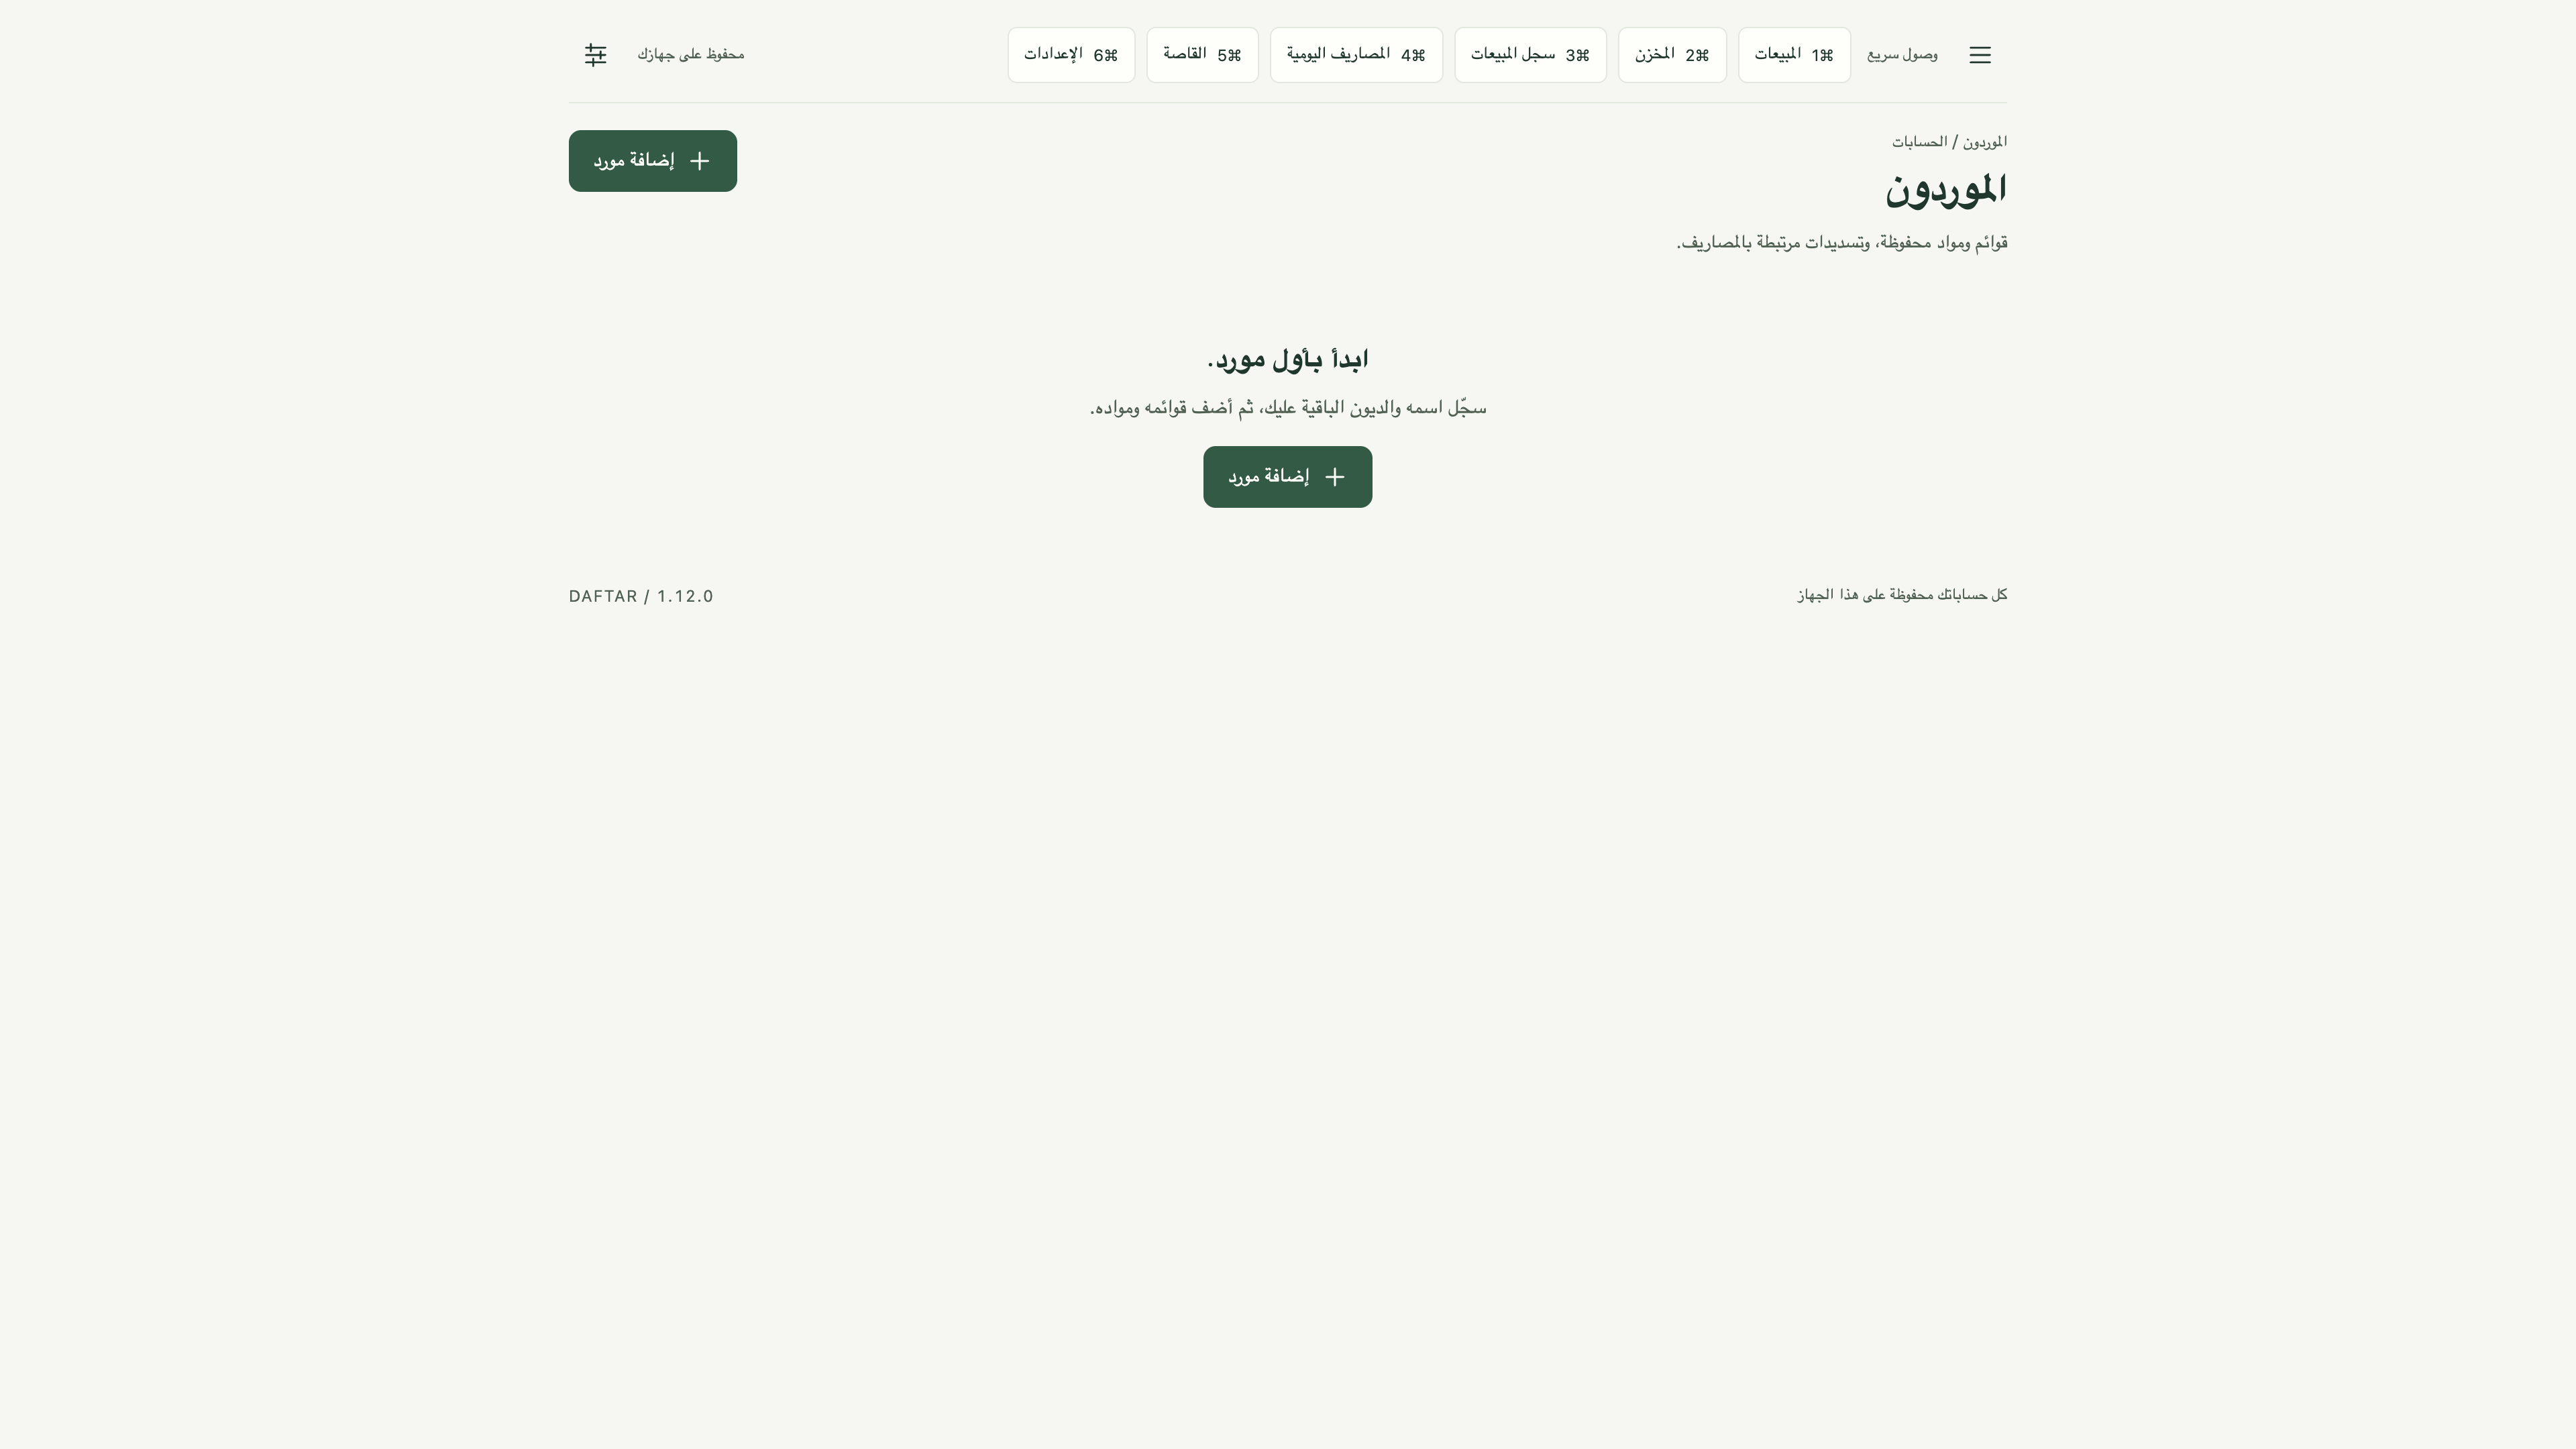 وصول سريع ⌘1 المبيعات ⌘2 المخزن ⌘3 سجل المبيعات ⌘4 المصاريف اليومية ⌘5 القاصة ⌘6 الإعدادات محفوظ على جهازك
الموردون / الحسابات
الموردون
إضافة مورد
قوائم ومواد محفوظة، وتسديدات مرتبطة بالمصاريف.
ابدأ بأول مورد.
سجّل اسمه والديون الباقية عليك، ثم أضف قوائمه ومواده.
إضافة مورد
كل حساباتك محفوظة على هذا الجهاز
DAFTAR / 1.12.0